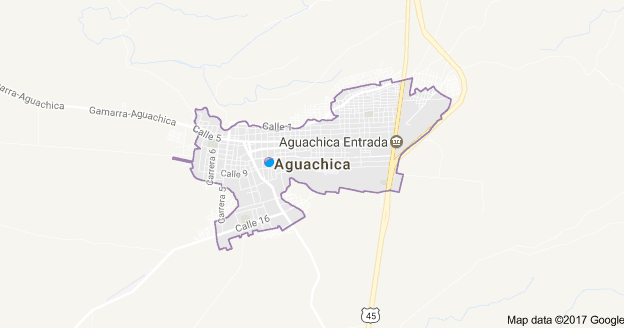 arra-Aguachica
Gamarra-Aguachica
Calle 1
Calle 5
Aguachica Entrada
Carrera 6
Aguachica
Calle 9
Carrera 5
Calle 16
45
Map data ©2017 Google